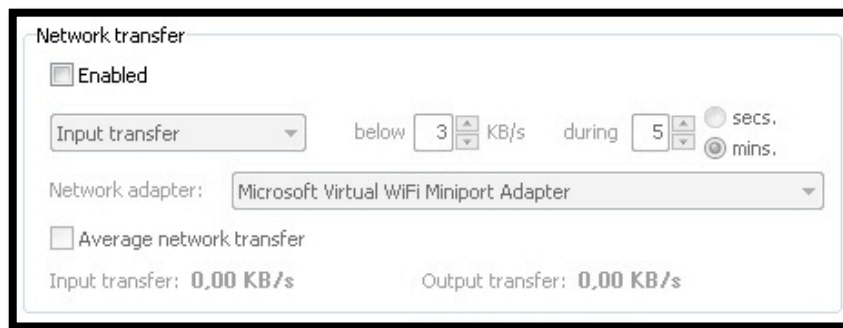 Network transfer
Enabled
Input transfer below 3 KB/s during 5 secs.
mins.
Network adapter: Microsoft Virtual WiFi Miniport Adapter
Average network transfer
Input transfer: 0,00 KB/s Output transfer: 0,00 KB/s